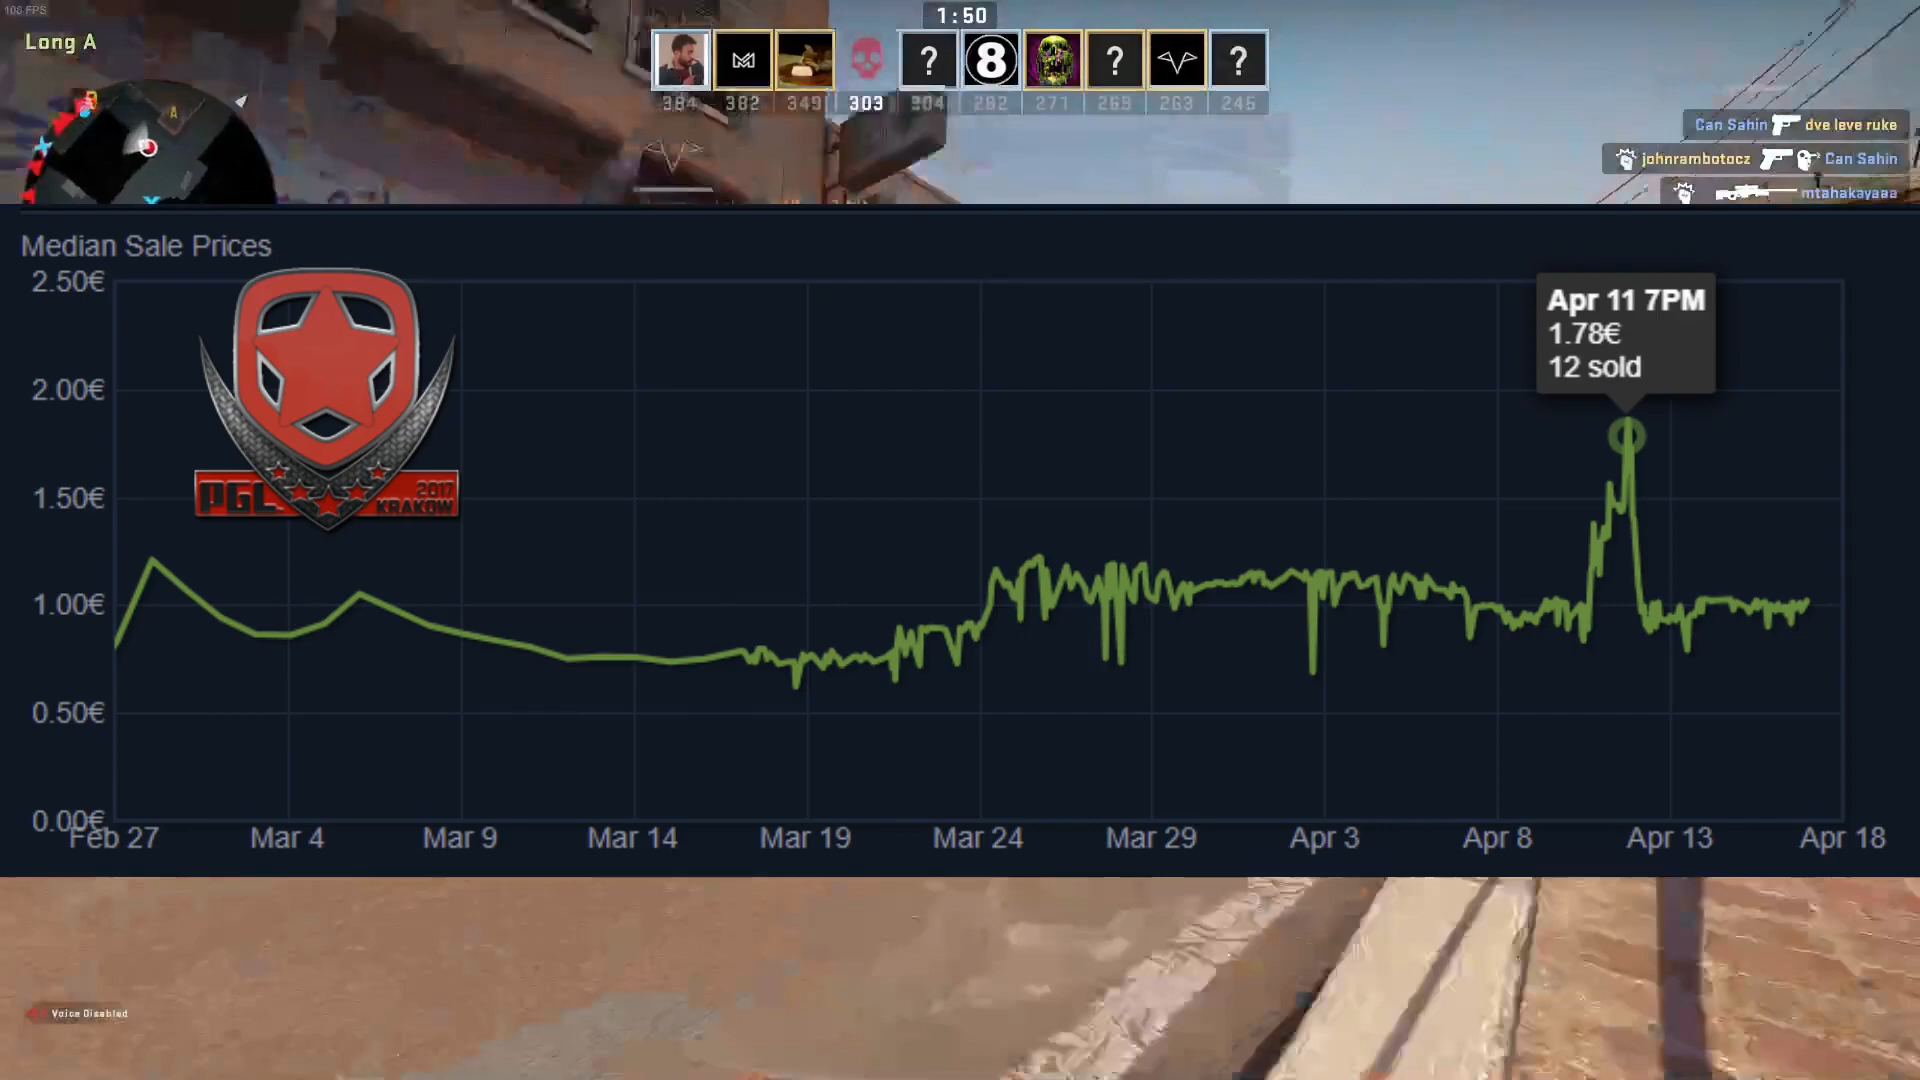 108 FPS
Long A
1:50
A
? 8 ? ?
384 382 349 303 304 282 271 269 263 245
Can Sahin dve leve ruke
johnrambotocz Can Sahin
mtahakayaaa
Median Sale Prices
2.50€
2.00€
1.50€
1.00€
0.50€
0.00€
PGL 2017 KRAKOW
Apr 11 7PM
1.78€
12 sold
Feb 27 Mar 4 Mar 9 Mar 14 Mar 19 Mar 24 Mar 29 Apr 3 Apr 8 Apr 13 Apr 18
Voice Disabled